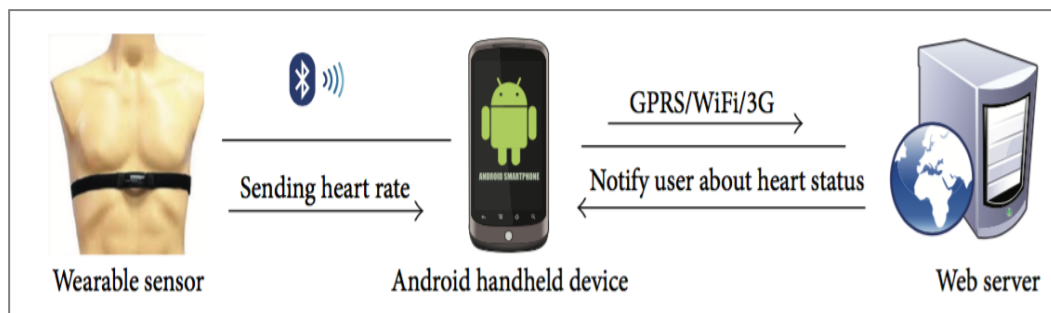 GPRS/WiFi/3G
ANDROID SMARTPHONE
Sending heart rate
Notify user about heart status
Wearable sensor
Android handheld device
Web server